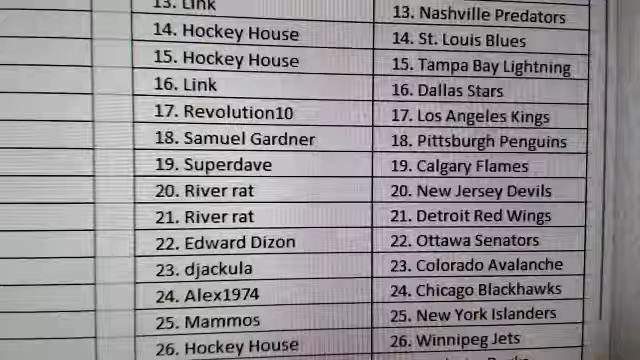 13. Link 13. Nashville Predators
14. Hockey House 14. St. Louis Blues
15. Hockey House 15. Tampa Bay Lightning
16. Link 16. Dallas Stars
17. Revolution10 17. Los Angeles Kings
18. Samuel Gardner 18. Pittsburgh Penguins
19. Superdave 19. Calgary Flames
20. River rat 20. New Jersey Devils
21. River rat 21. Detroit Red Wings
22. Edward Dizon 22. Ottawa Senators
23. djackula 23. Colorado Avalanche
24. Alex1974 24. Chicago Blackhawks
25. Mammos 25. New York Islanders
26. Hockey House 26. Winnipeg Jets